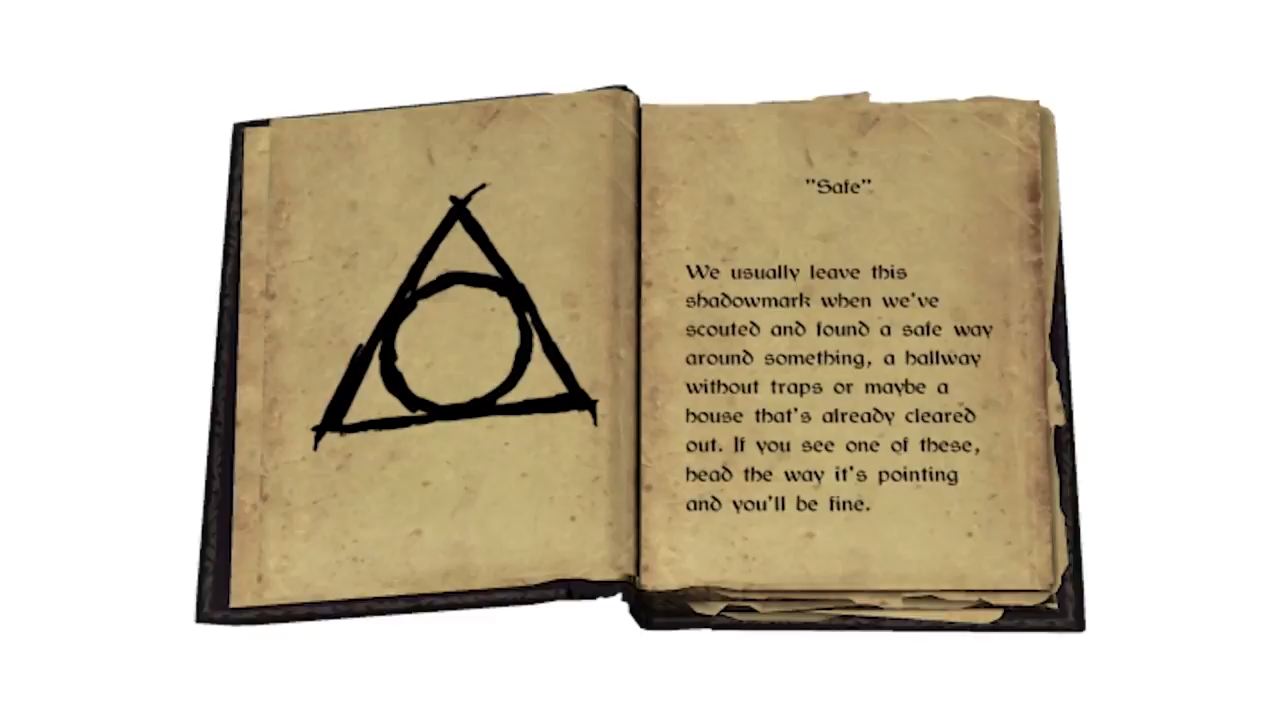 "Safe"
We usually leave this
shadowmark when we've
scouted and found a safe way
around something, a hallway
without traps or maybe a
house that's already cleared
out. If you see one of these,
head the way it's pointing
and you'll be fine.